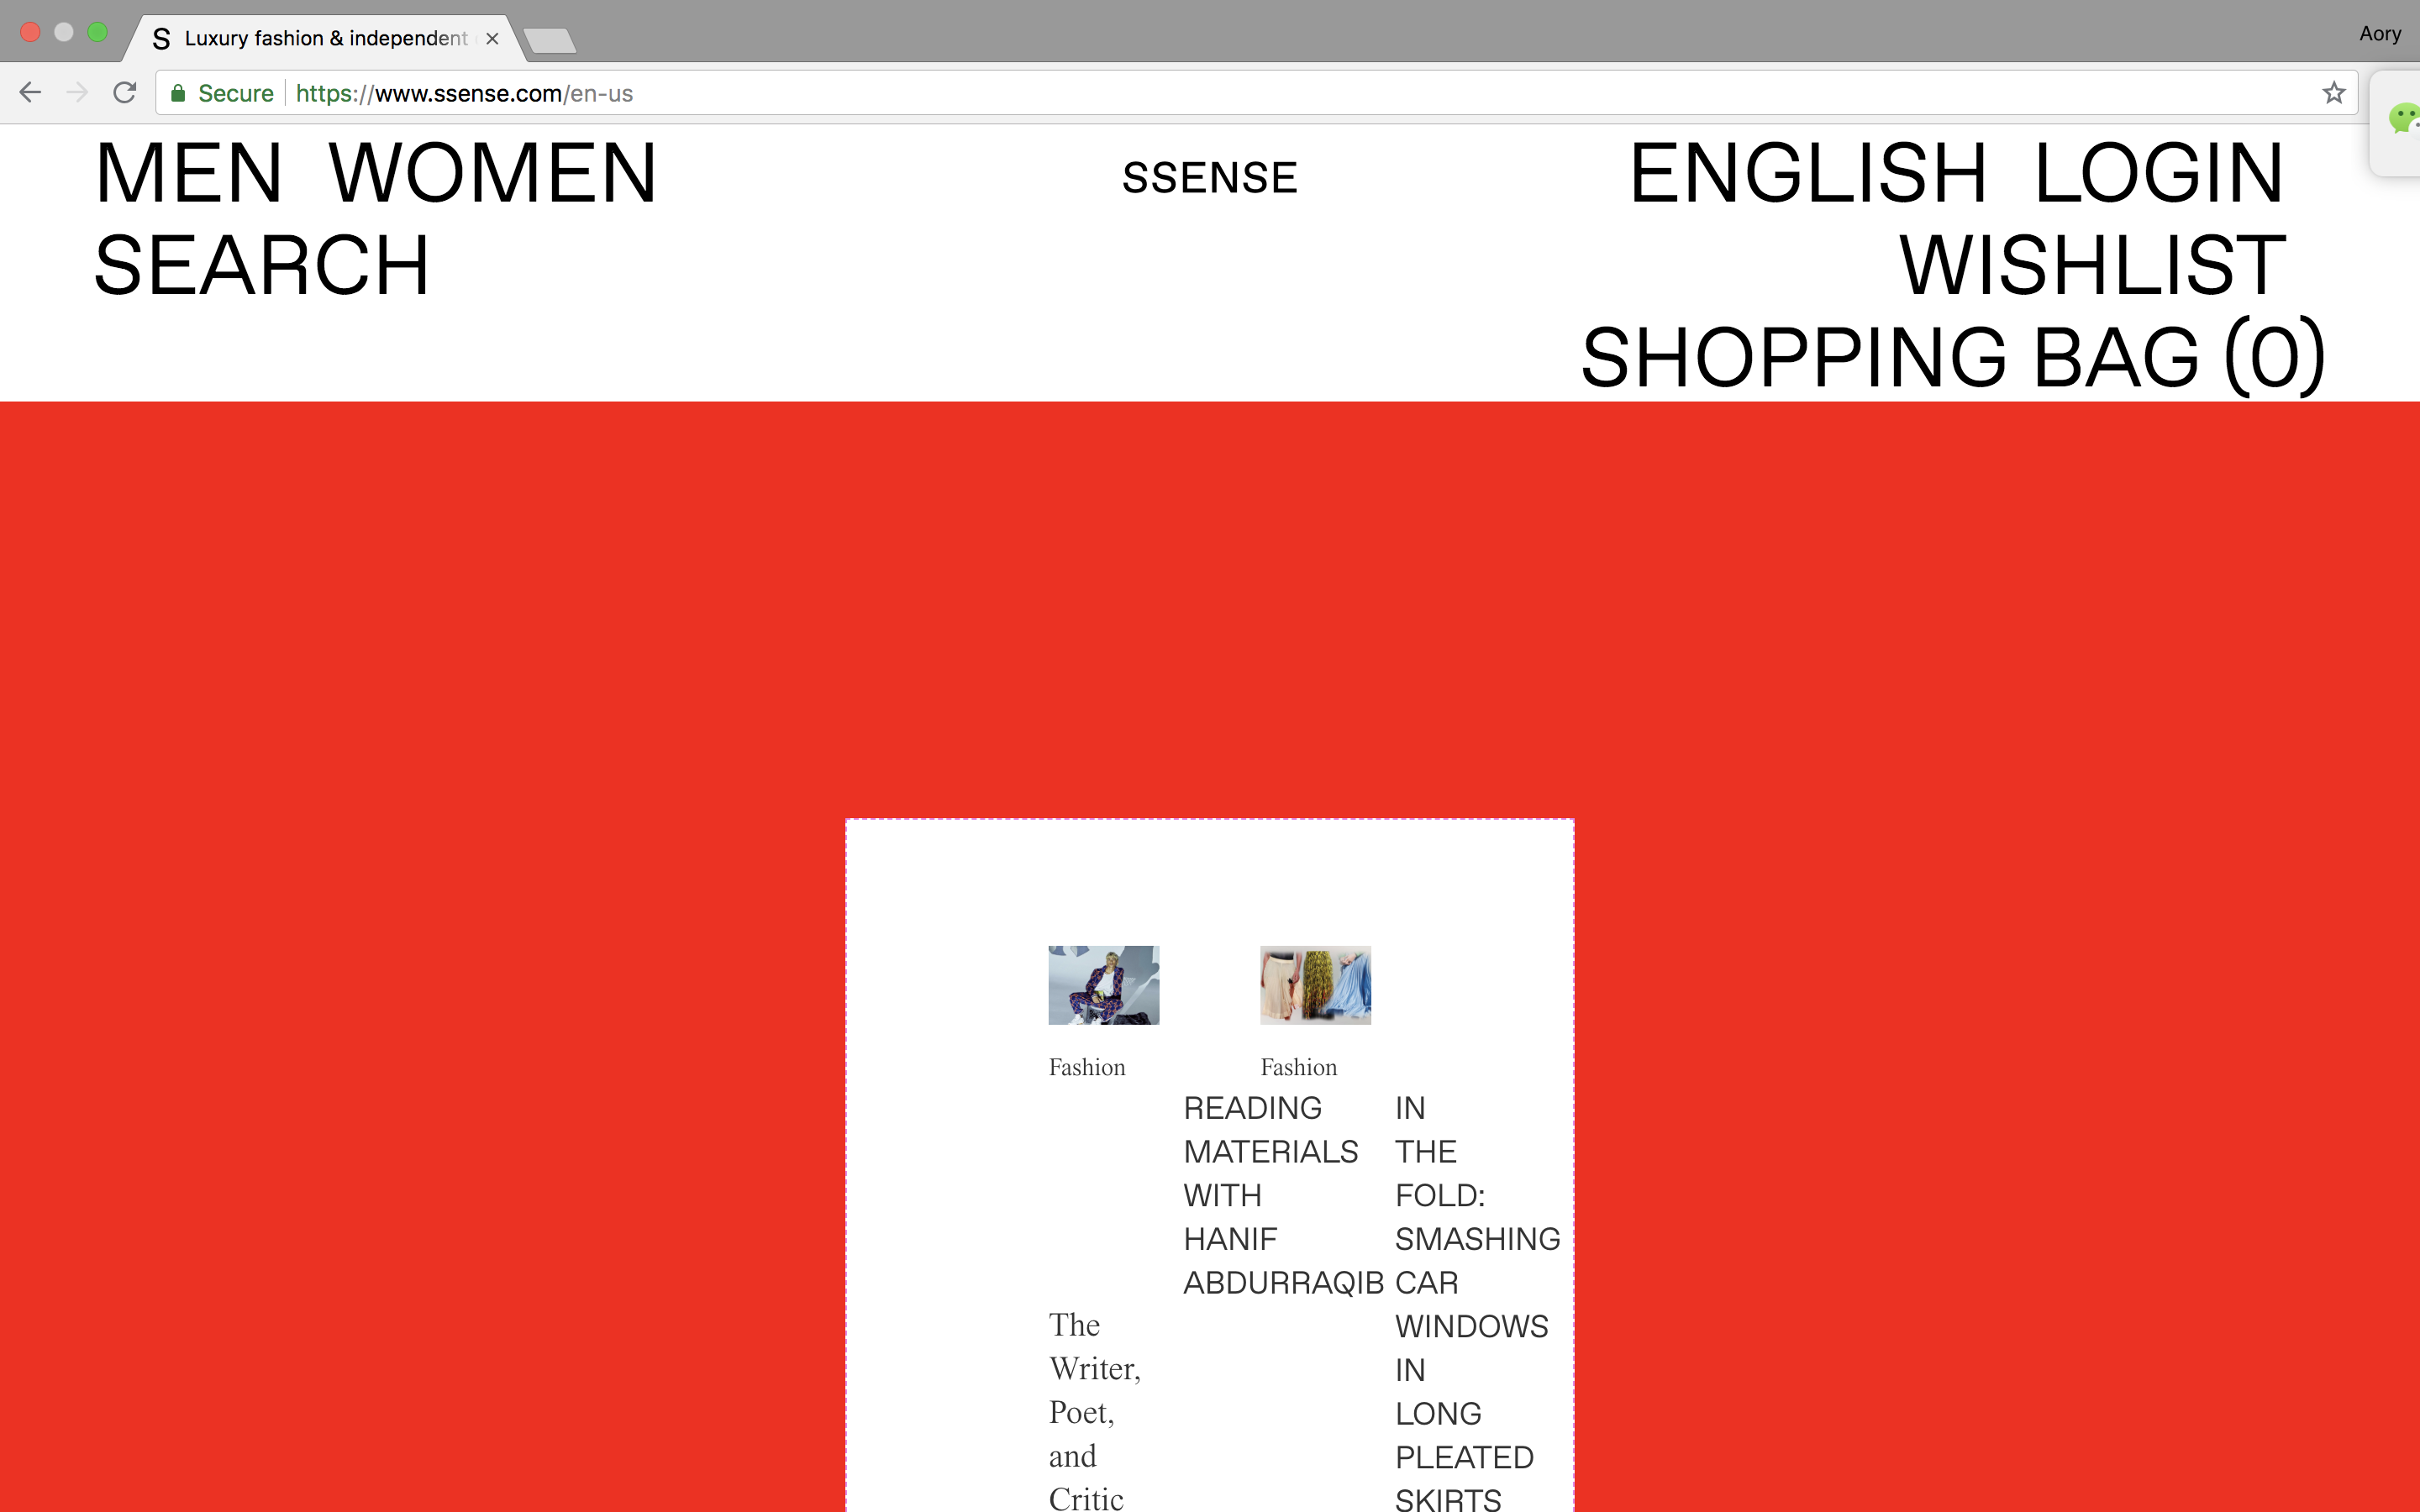 S Luxury fashion & independent
Aory
Secure https://www.ssense.com/en-us
MEN WOMEN
SEARCH
SSENSE
ENGLISH LOGIN
WISHLIST
SHOPPING BAG (0)
Fashion
READING
MATERIALS
WITH
HANIF
ABDURRAQIB
The
Writer,
Poet,
and
Critic
Fashion
IN
THE
FOLD:
SMASHING
CAR
WINDOWS
IN
LONG
PLEATED
SKIRTS